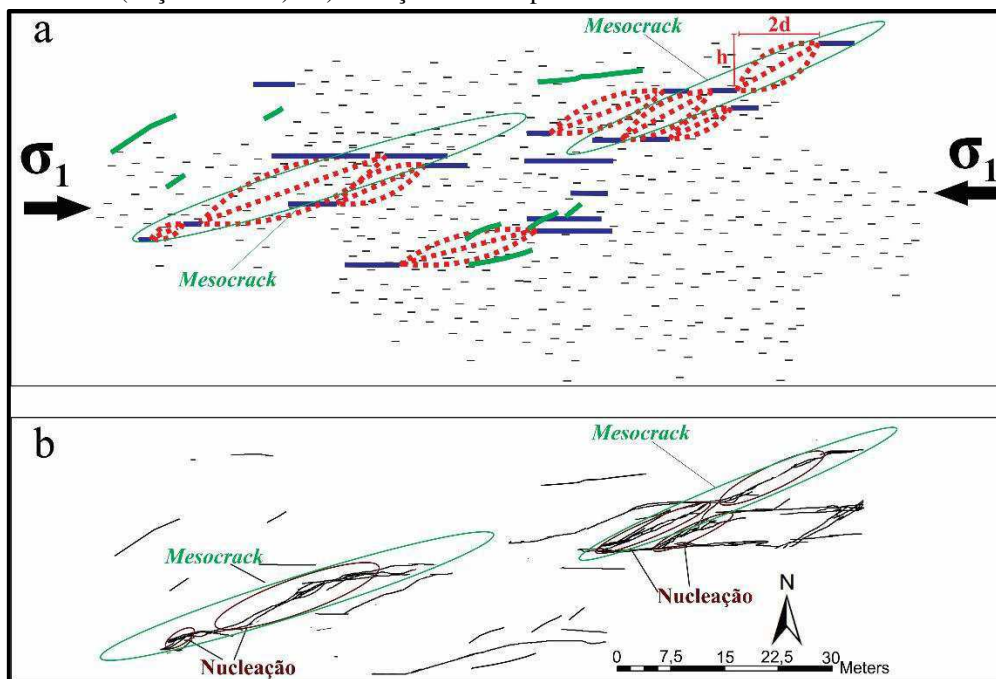 a
Mesocrack
2d
h
σ1
σ1
Mesocrack
b
Mesocrack
Mesocrack
Nucleação
Nucleação
N
0 7,5 15 22,5 30
Meters